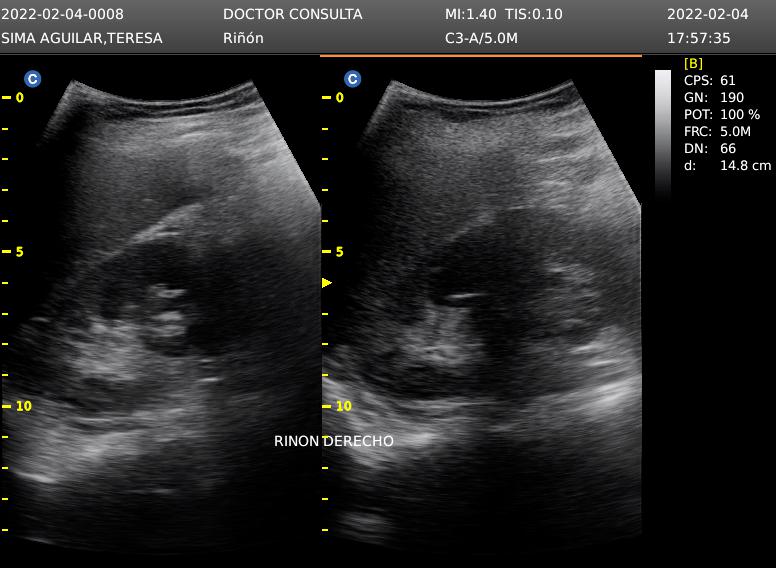 2022-02-04-0008 DOCTOR CONSULTA MI:1.40 TIS:0.10 2022-02-04
SIMA AGUILAR,TERESA Riñón C3-A/5.0M 17:57:35
C C
[B]
CPS: 61
GN: 190
POT: 100 %
FRC: 5.0M
DN: 66
d: 14.8 cm
0 0
5 5
10 10
RINON DERECHO